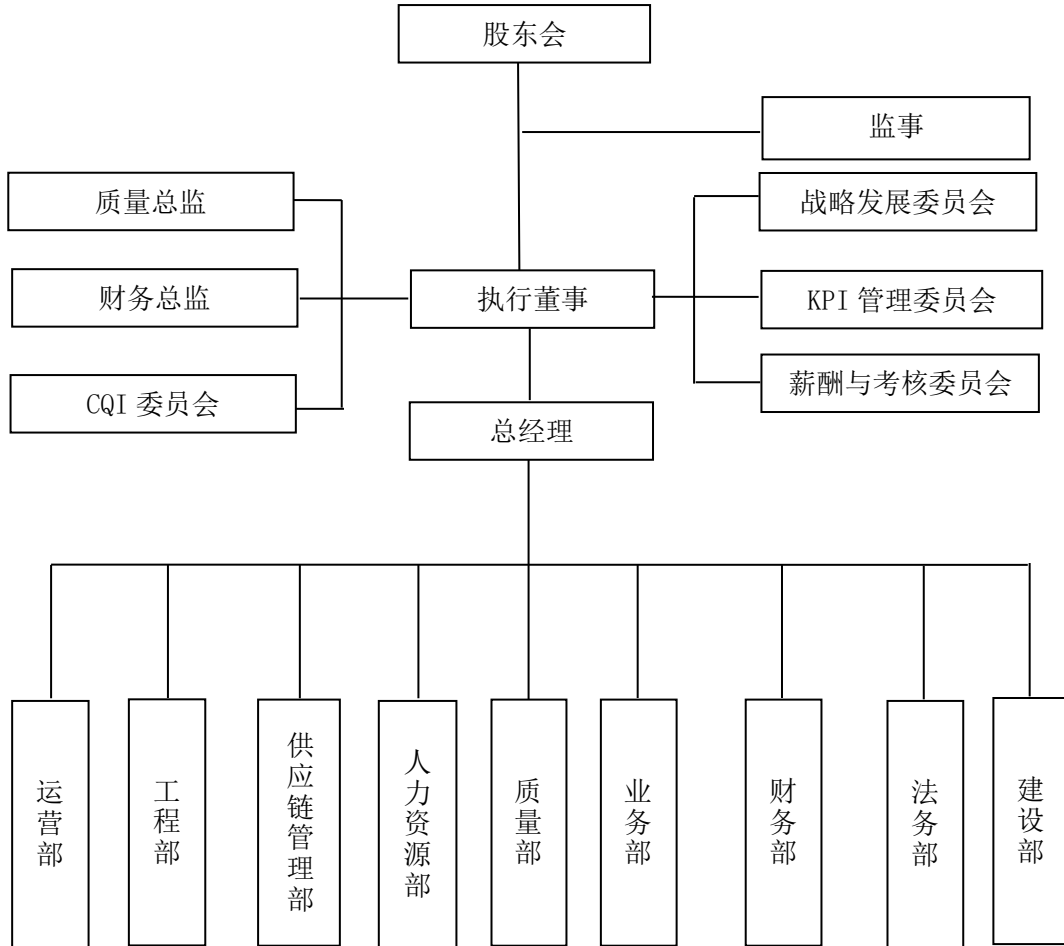 股东会
监事
质量总监
战略发展委员会
财务总监
执行董事
KPI 管理委员会
CQI 委员会
薪酬与考核委员会
总经理
运营部
工程部
供应链管理部
人力资源部
质量部
业务部
财务部
法务部
建设部